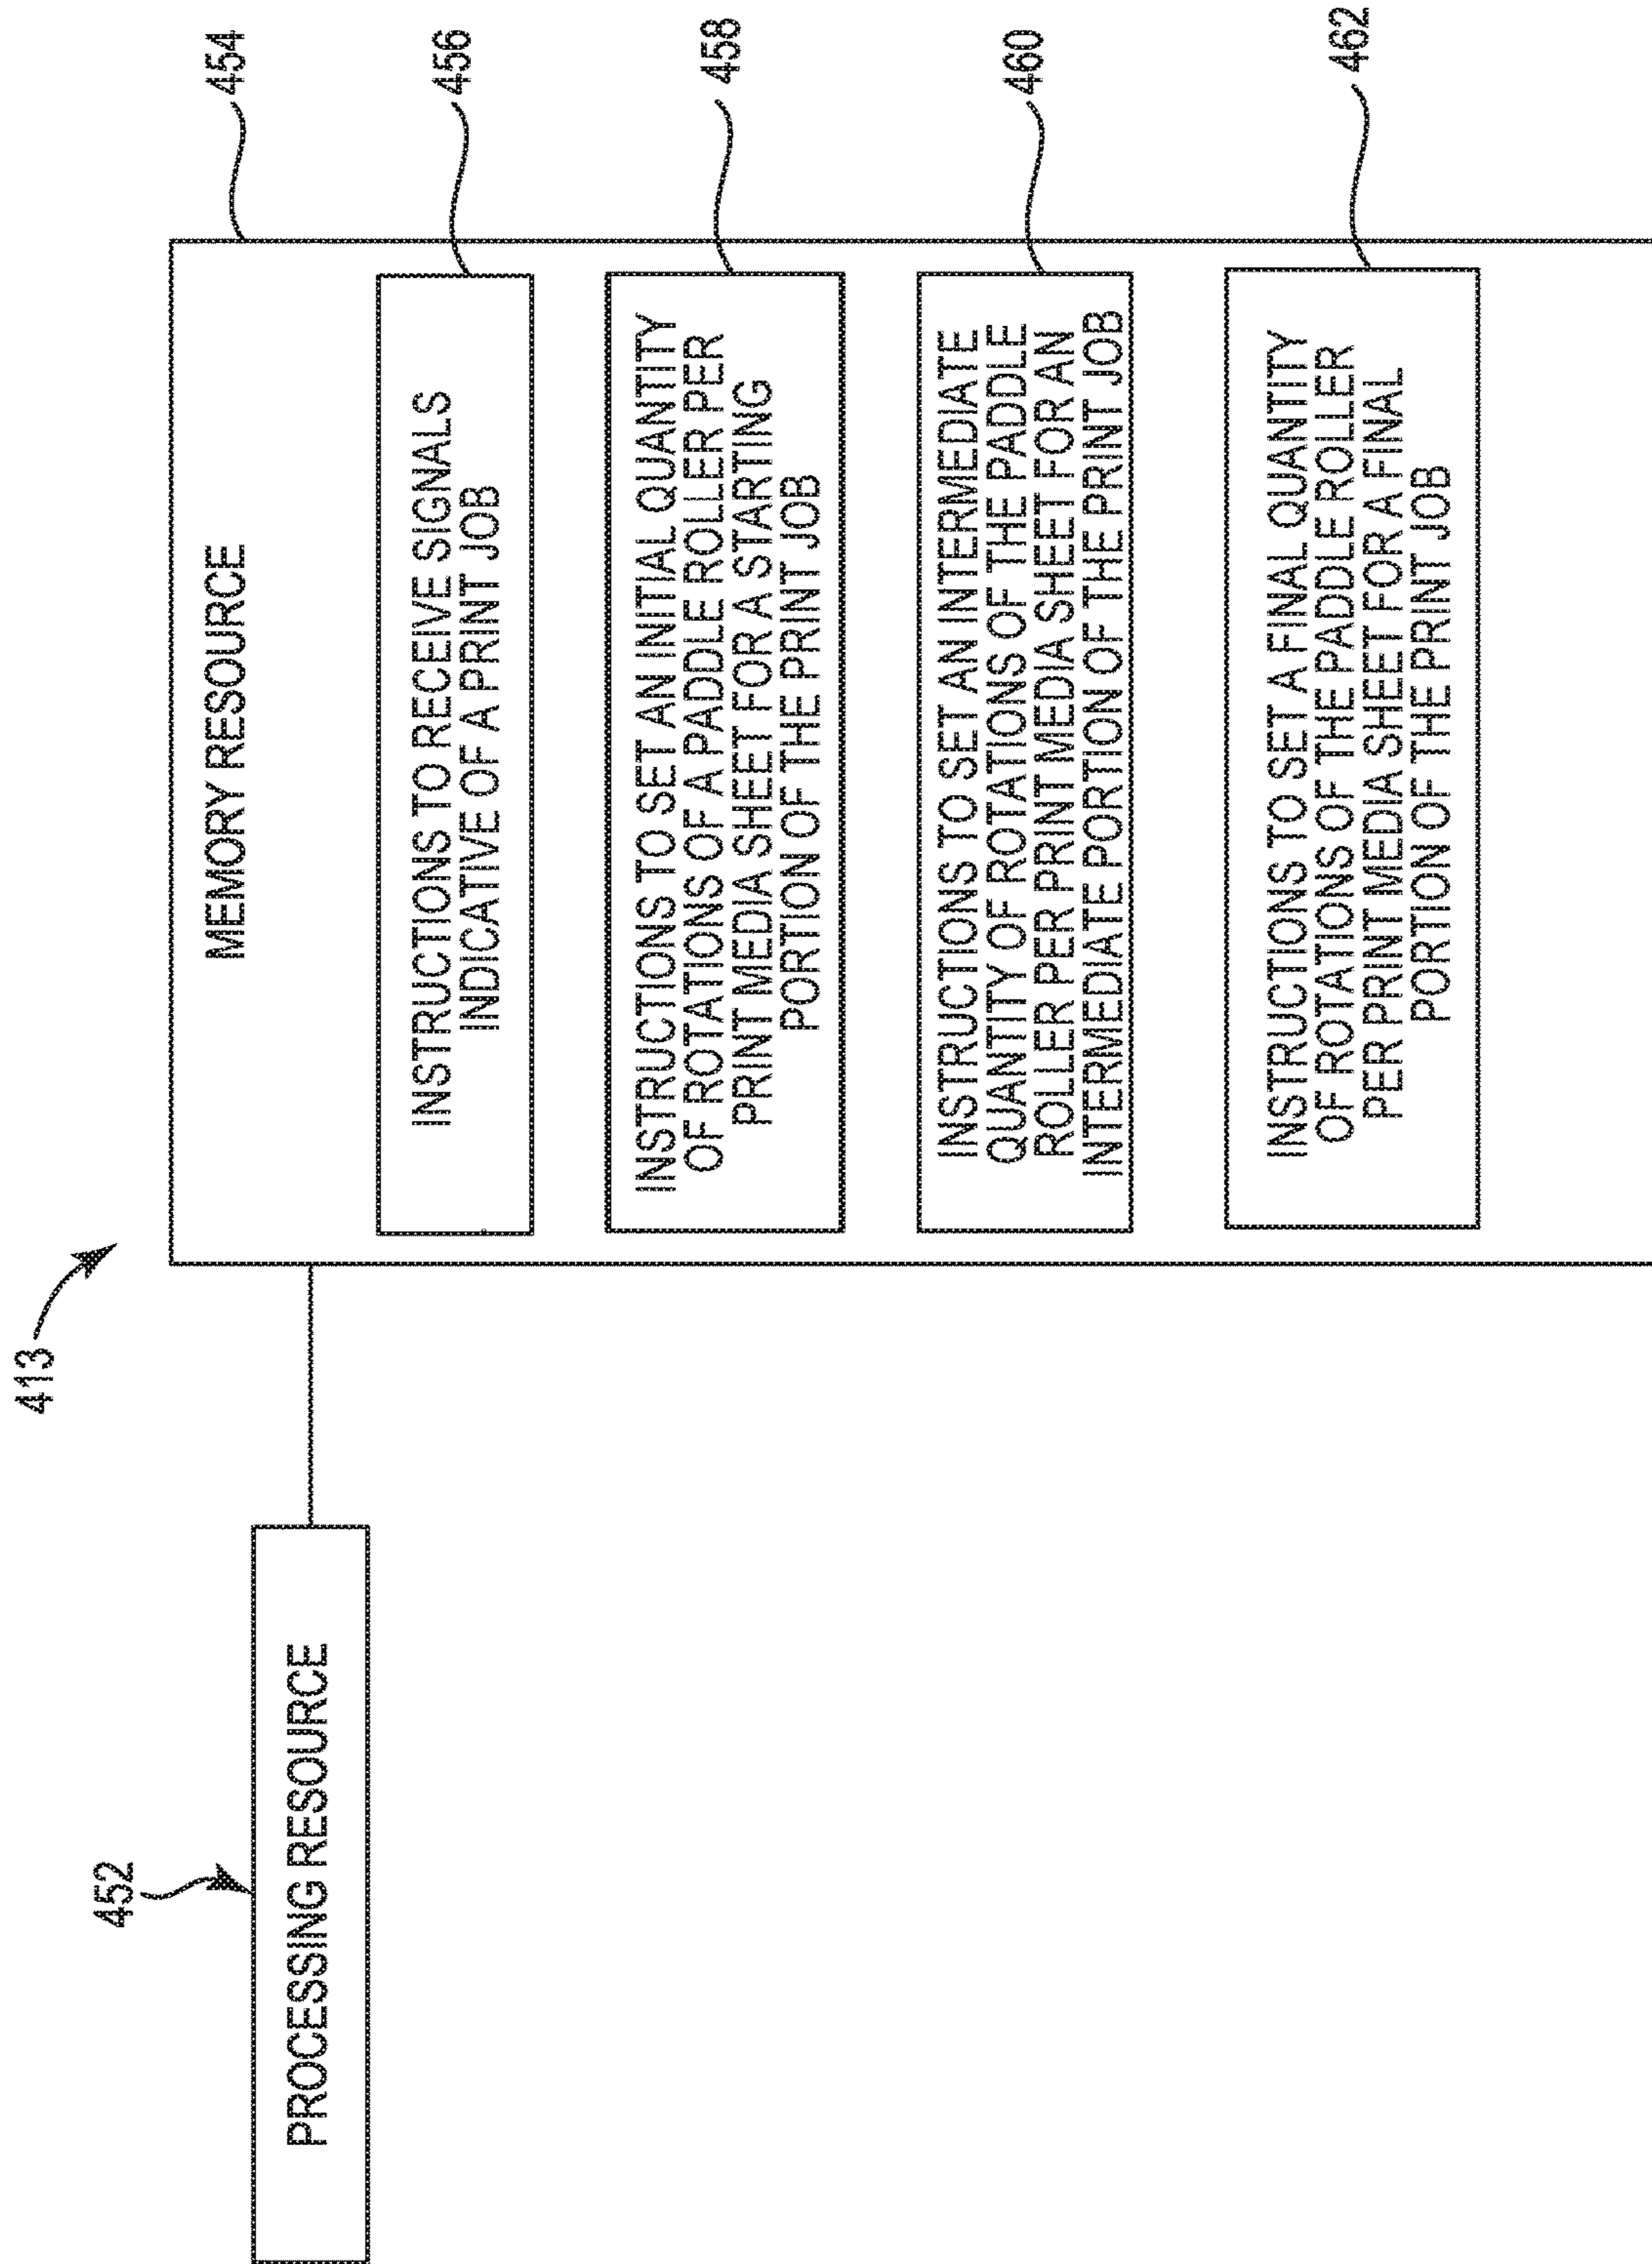 413
452
PROCESSING RESOURCE
454
MEMORY RESOURCE
456
INSTRUCTIONS TO RECEIVE SIGNALS
INDICATIVE OF A PRINT JOB
458
INSTRUCTIONS TO SET AN INITIAL QUANTITY
OF ROTATIONS OF A PADDLE ROLLER PER
PRINT MEDIA SHEET FOR A STARTING
PORTION OF THE PRINT JOB
460
INSTRUCTIONS TO SET AN INTERMEDIATE
QUANTITY OF ROTATIONS OF THE PADDLE
ROLLER PER PRINT MEDIA SHEET FOR AN
INTERMEDIATE PORTION OF THE PRINT JOB
462
INSTRUCTIONS TO SET A FINAL QUANTITY
OF ROTATIONS OF THE PADDLE ROLLER
PER PRINT MEDIA SHEET FOR A FINAL
PORTION OF THE PRINT JOB